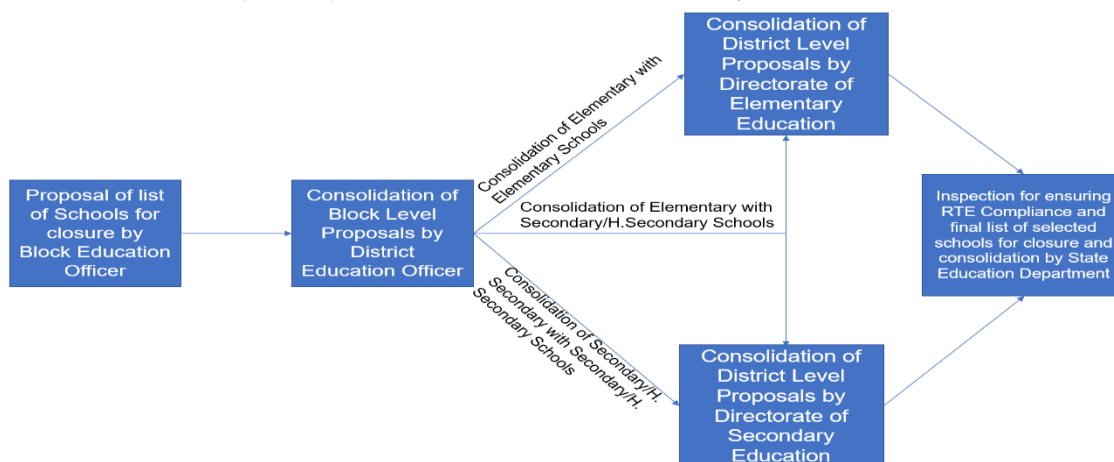 Proposal of list
of Schools for
closure by
Block Education
Officer
Consolidation of
Block Level
Proposals by
District
Education Officer
Consolidation of Elementary with
Elementary Schools
Consolidation of Elementary with
Secondary/H.Secondary Schools
Consolidation of Secondary/H.
Secondary with Secondary/H.
Secondary Schools
Consolidation of
District Level
Proposals by
Directorate of
Elementary
Education
Consolidation of
District Level
Proposals by
Directorate of
Secondary
Education
Inspection for ensuring
RTE Compliance and
final list of selected
schools for closure and
consolidation by State
Education Department